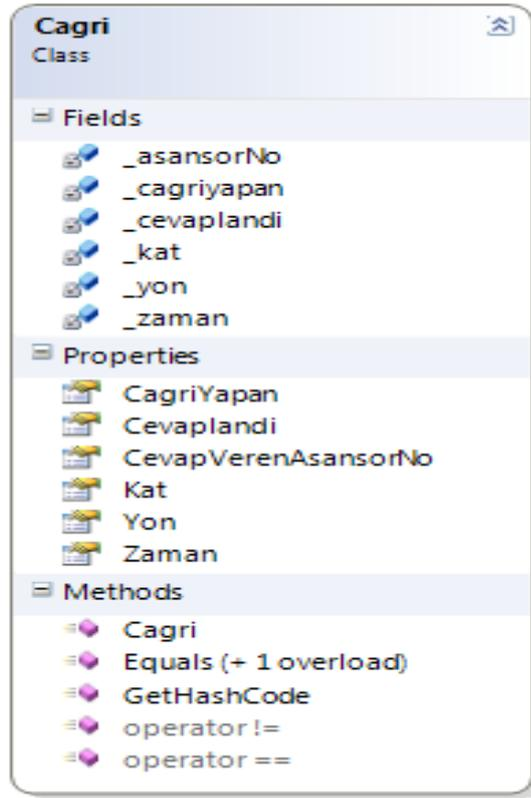 Cagri
Class
Fields
_asansorNo
_cagriyapan
_cevaplandi
_kat
_yon
_zaman
Properties
CagriYapan
Cevaplandi
CevapVerenAsansorNo
Kat
Yon
Zaman
Methods
Cagri
Equals (+ 1 overload)
GetHashCode
operator !=
operator ==